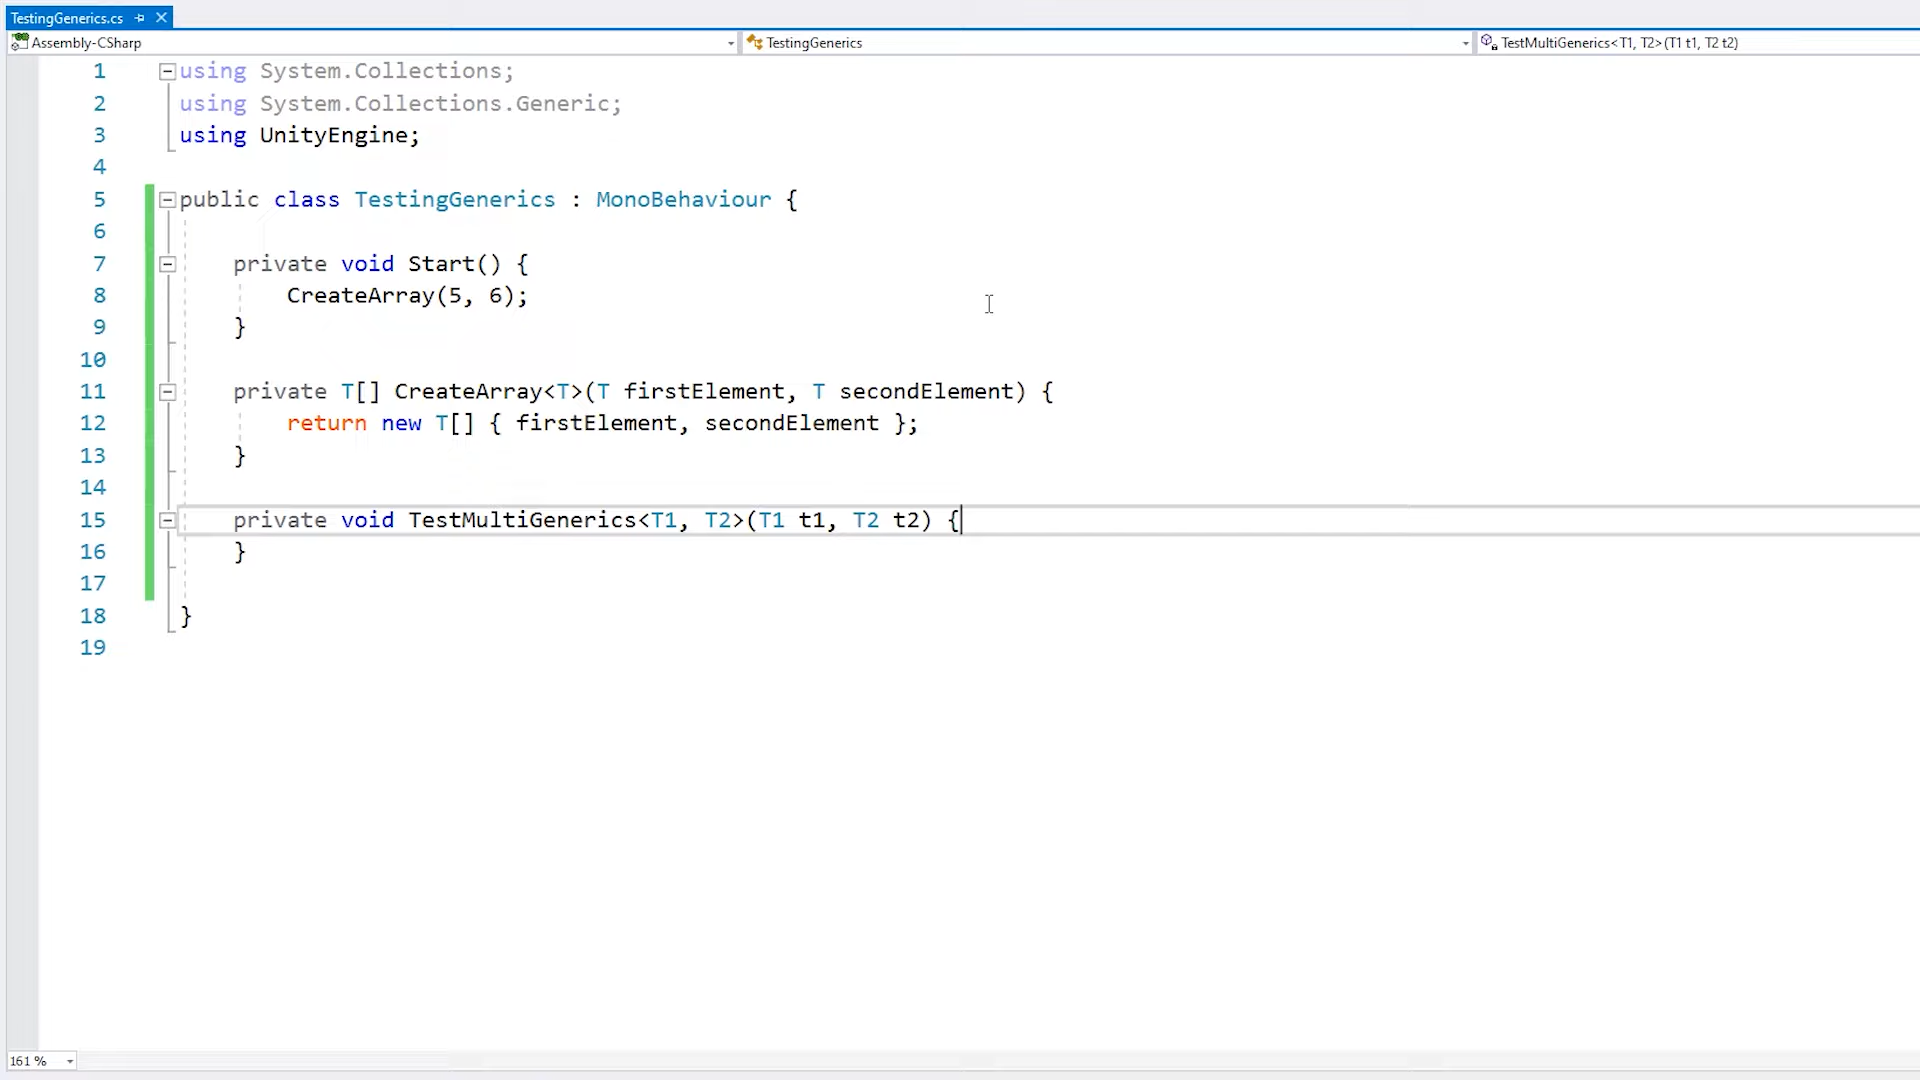 TestingGenerics.cs
Assembly-CSharp TestingGenerics TestMultiGenerics<T1, T2>(T1 t1, T2 t2)
1 using System.Collections;
2 using System.Collections.Generic;
3 using UnityEngine;
4
5 public class TestingGenerics : MonoBehaviour {
6
7 private void Start() {
8 CreateArray(5, 6);
9 }
10
11 private T[] CreateArray<T>(T firstElement, T secondElement) {
12 return new T[] { firstElement, secondElement };
13 }
14
15 private void TestMultiGenerics<T1, T2>(T1 t1, T2 t2) {
16 }
17
18 }
19
161 %